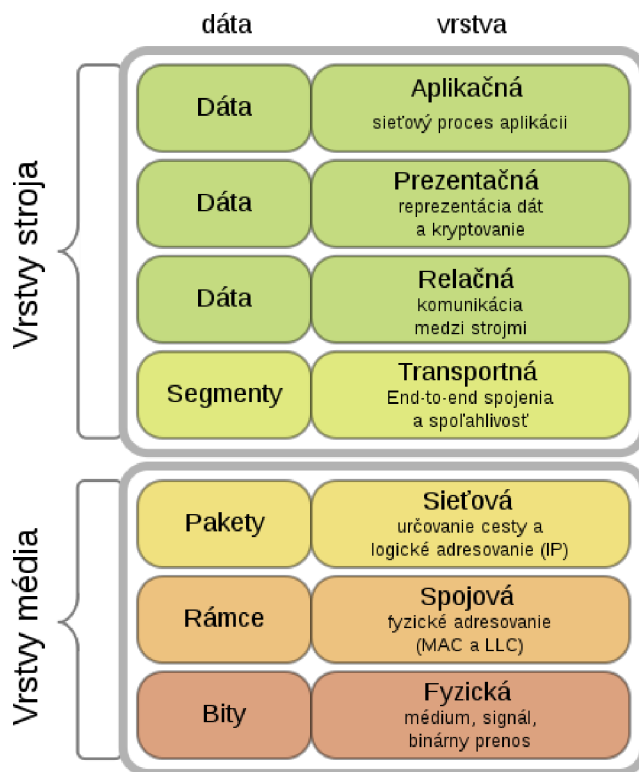 dáta vrstva
Vrstvy stroja
Dáta
Aplikačná
sieťový proces aplikácii
Dáta
Prezentačná
reprezentácia dát
a kryptovanie
Dáta
Relačná
komunikácia
medzi strojmi
Segmenty
Transportná
End-to-end spojenia
a spoľahlivosť
Vrstvy média
Pakety
Sieťová
určovanie cesty a
logické adresovanie (IP)
Rámce
Spojová
fyzické adresovanie
(MAC a LLC)
Bity
Fyzická
médium, signál,
binárny prenos